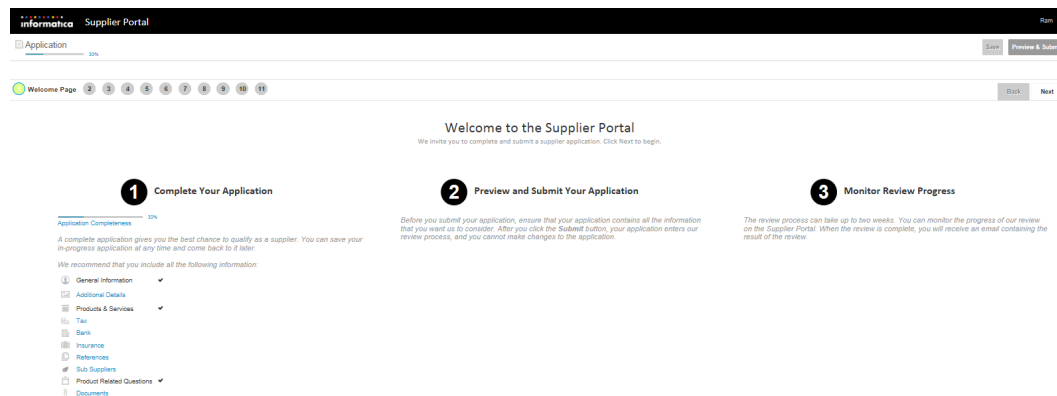 informatica Supplier Portal Ram
Application
33%
Save Preview & Subm
Welcome Page 2 3 4 5 6 7 8 9 10 11
Back Next
Welcome to the Supplier Portal
We invite you to complete and submit a supplier application. Click Next to begin.
1 Complete Your Application
33%
Application Completeness
A complete application gives you the best chance to qualify as a supplier. You can save your
in-progress application at any time and come back to it later.
We recommend that you include all the following information:
General Information
Additional Details
Products & Services
Tax
Bank
Insurance
References
Sub Suppliers
Product Related Questions
Documents
2 Preview and Submit Your Application
Before you submit your application, ensure that your application contains all the information
that you want us to consider. After you click the Submit button, your application enters our
review process, and you cannot make changes to the application.
3 Monitor Review Progress
The review process can take up to two weeks. You can monitor the progress of our review
on the Supplier Portal. When the review is complete, you will receive an email containing the
result of the review.